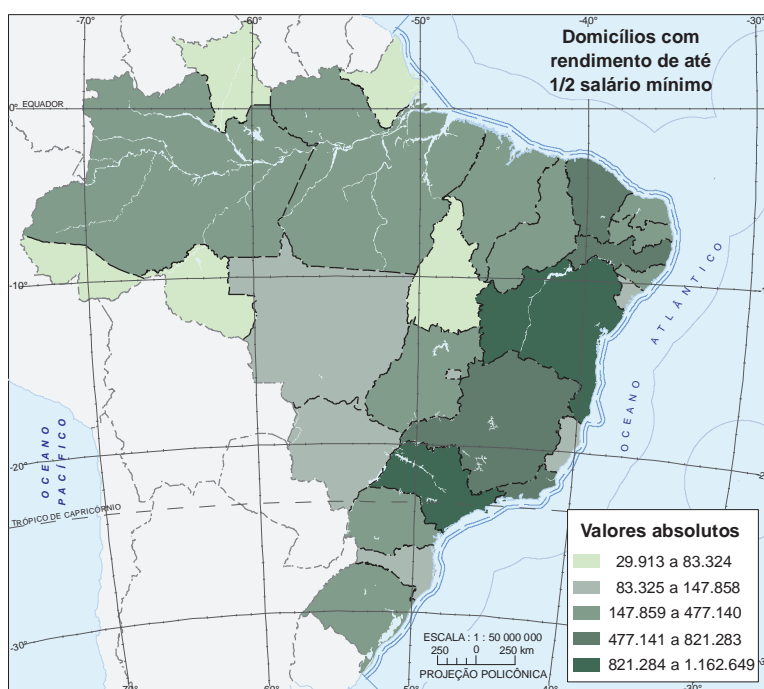 -70°
-60°
-50°
-40°
-30°
Domicílios com
rendimento de até
1/2 salário mínimo
0°
EQUADOR
-10°
OCEANO ATLÂNTICO
OCEANO
PACÍFICO
-20°
TRÓPICO DE CAPRICÓRNIO
Valores absolutos
29.913 a 83.324
83.325 a 147.858
147.859 a 477.140
477.141 a 821.283
821.284 a 1.162.649
ESCALA : 1 : 50 000 000
250 0 250 km
PROJEÇÃO POLICÔNICA
-30°
-60°
-50°
-40°